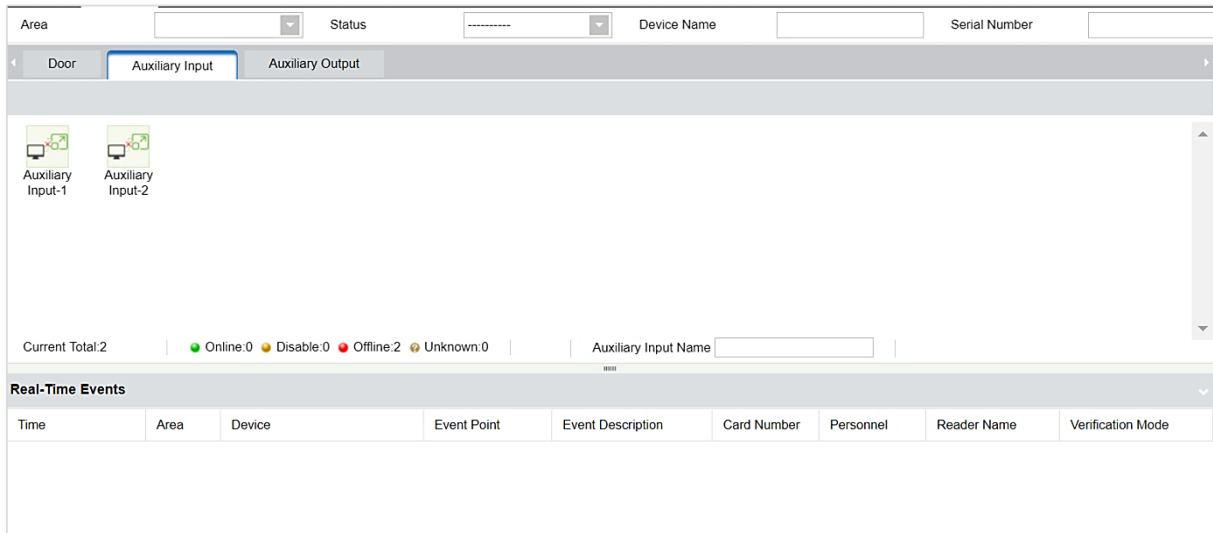 Area Status ---------- Device Name Serial Number
Door Auxiliary Input Auxiliary Output
Auxiliary Input-1
Auxiliary Input-2
Current Total:2 Online:0 Disable:0 Offline:2 Unknown:0 Auxiliary Input Name
Real-Time Events
Time Area Device Event Point Event Description Card Number Personnel Reader Name Verification Mode